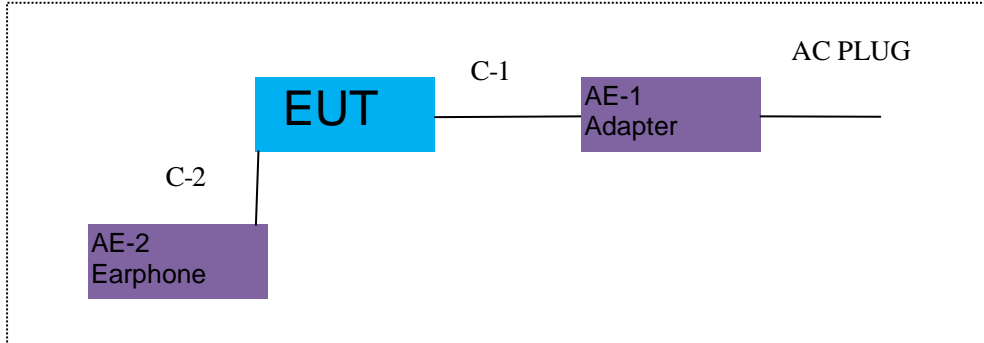 AC PLUG
C-1
EUT
AE-1
Adapter
C-2
AE-2
Earphone